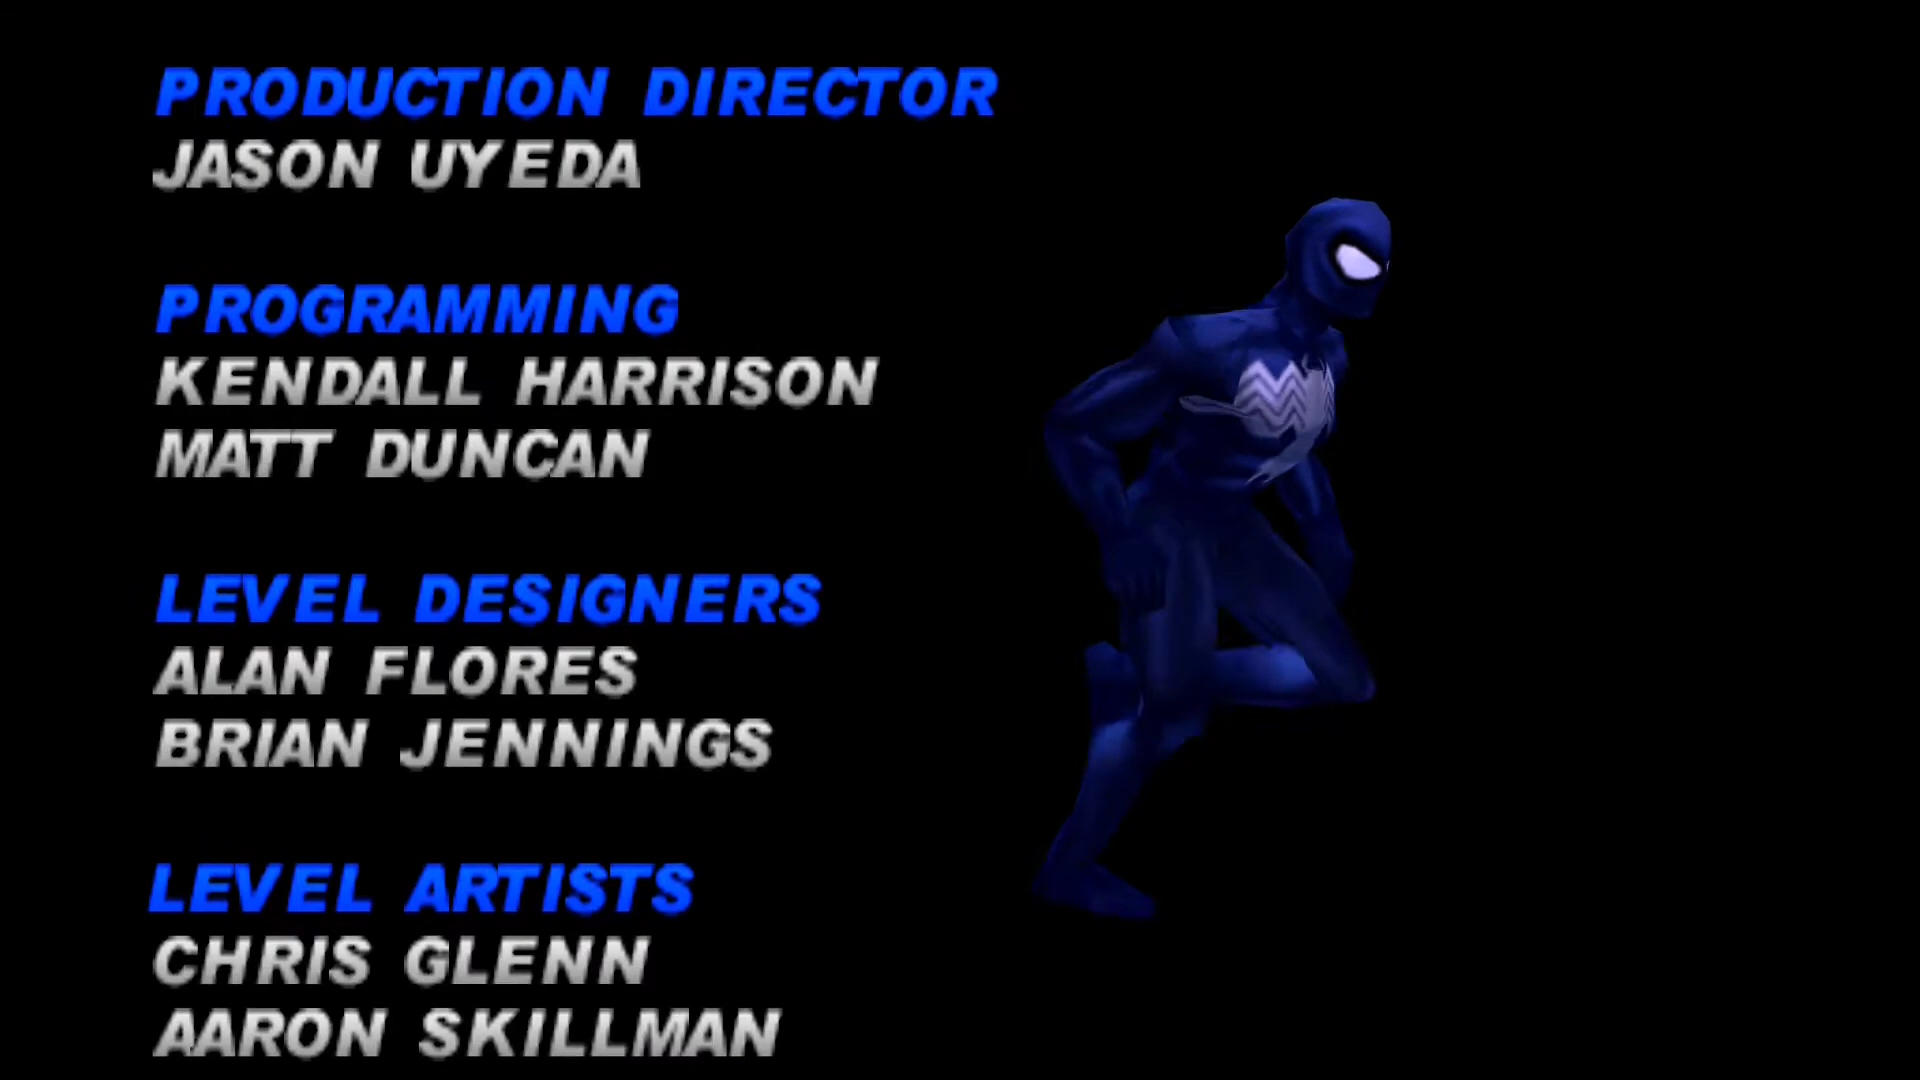 PRODUCTION DIRECTOR
JASON UYEDA
PROGRAMMING
KENDALL HARRISON
MATT DUNCAN
LEVEL DESIGNERS
ALAN FLORES
BRIAN JENNINGS
LEVEL ARTISTS
CHRIS GLENN
AARON SKILLMAN